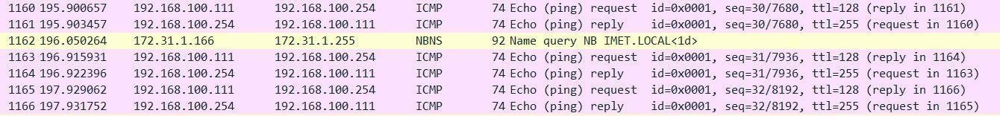 1160 195.900657 192.168.100.111 192.168.100.254 ICMP 74 Echo (ping) request id=0x0001, seq=30/7680, ttl=128 (reply in 1161)
1161 195.903457 192.168.100.254 192.168.100.111 ICMP 74 Echo (ping) reply id=0x0001, seq=30/7680, ttl=255 (request in 1160)
1162 196.050264 172.31.1.166 172.31.1.255 NBNS 92 Name query NB IMET.LOCAL<1d>
1163 196.915931 192.168.100.111 192.168.100.254 ICMP 74 Echo (ping) request id=0x0001, seq=31/7936, ttl=128 (reply in 1164)
1164 196.922396 192.168.100.254 192.168.100.111 ICMP 74 Echo (ping) reply id=0x0001, seq=31/7936, ttl=255 (request in 1163)
1165 197.929062 192.168.100.111 192.168.100.254 ICMP 74 Echo (ping) request id=0x0001, seq=32/8192, ttl=128 (reply in 1166)
1166 197.931752 192.168.100.254 192.168.100.111 ICMP 74 Echo (ping) reply id=0x0001, seq=32/8192, ttl=255 (request in 1165)